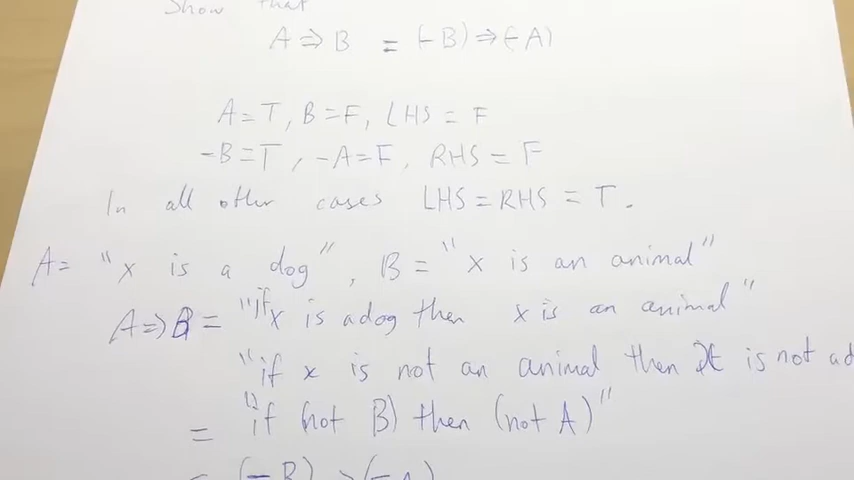 Show that
A ⇒ B = (-B) ⇒ (-A)
A = T, B = F, LHS = F
-B = T, -A = F, RHS = F
In all other cases LHS = RHS = T.
A = "x is a dog", B = "x is an animal"
A ⇒ B = "if x is a dog then x is an animal"
"if x is not an animal then x is not a d
= "if (not B) then (not A)"
= (-B) ⇒ (-A)